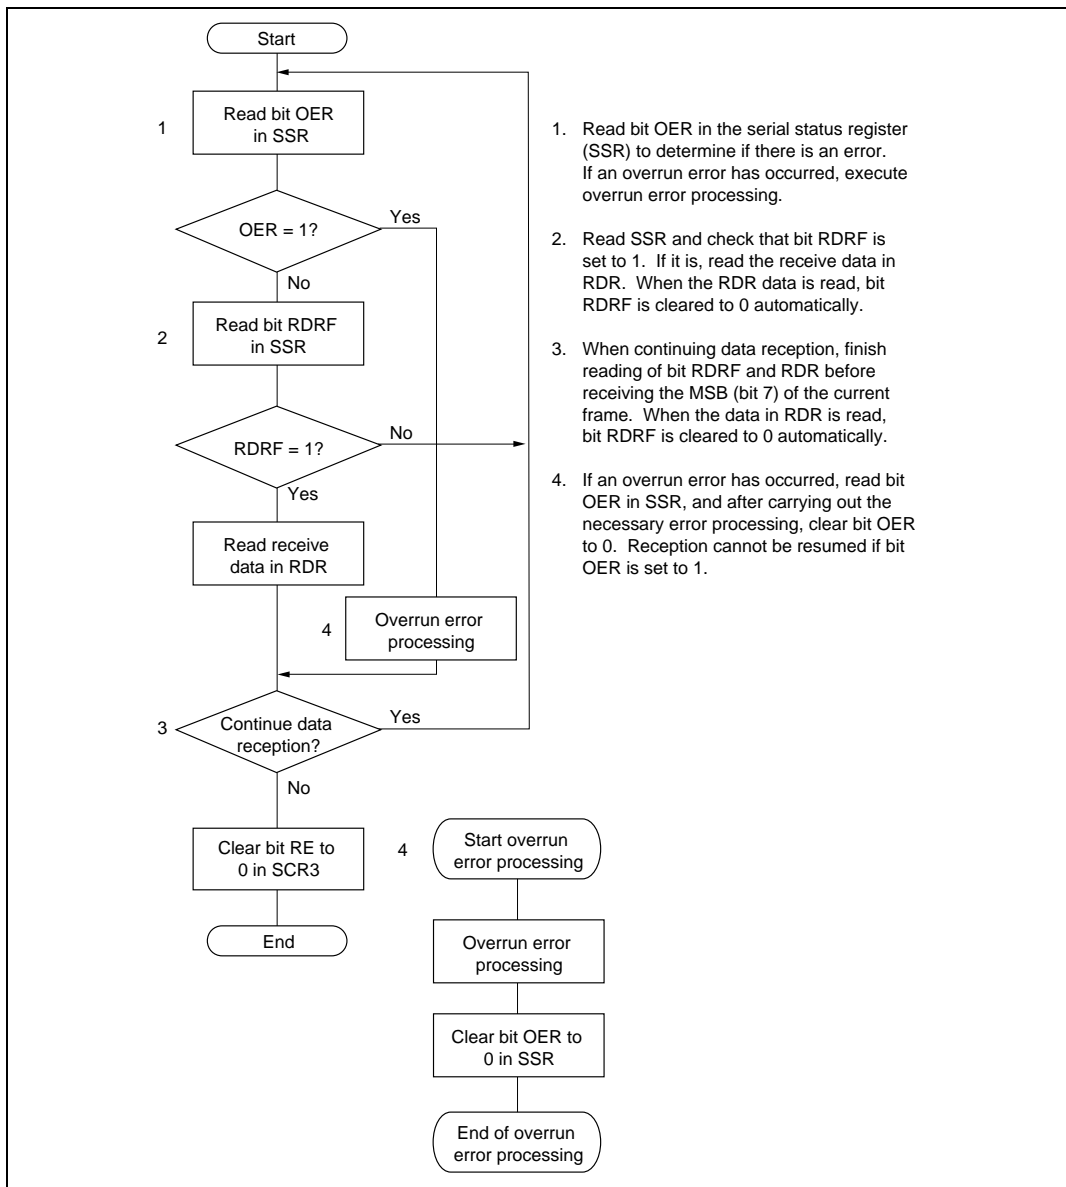 Start
1
Read bit OER
in SSR
OER = 1?
Yes
No
2
Read bit RDRF
in SSR
RDRF = 1?
No
Yes
Read receive
data in RDR
4
Overrun error
processing
3
Continue data
reception?
Yes
No
Clear bit RE to
0 in SCR3
End
4
Start overrun
error processing
Overrun error
processing
Clear bit OER to
0 in SSR
End of overrun
error processing
1. Read bit OER in the serial status register
(SSR) to determine if there is an error.
If an overrun error has occurred, execute
overrun error processing.
2. Read SSR and check that bit RDRF is
set to 1. If it is, read the receive data in
RDR. When the RDR data is read, bit
RDRF is cleared to 0 automatically.
3. When continuing data reception, finish
reading of bit RDRF and RDR before
receiving the MSB (bit 7) of the current
frame. When the data in RDR is read,
bit RDRF is cleared to 0 automatically.
4. If an overrun error has occurred, read bit
OER in SSR, and after carrying out the
necessary error processing, clear bit OER
to 0. Reception cannot be resumed if bit
OER is set to 1.